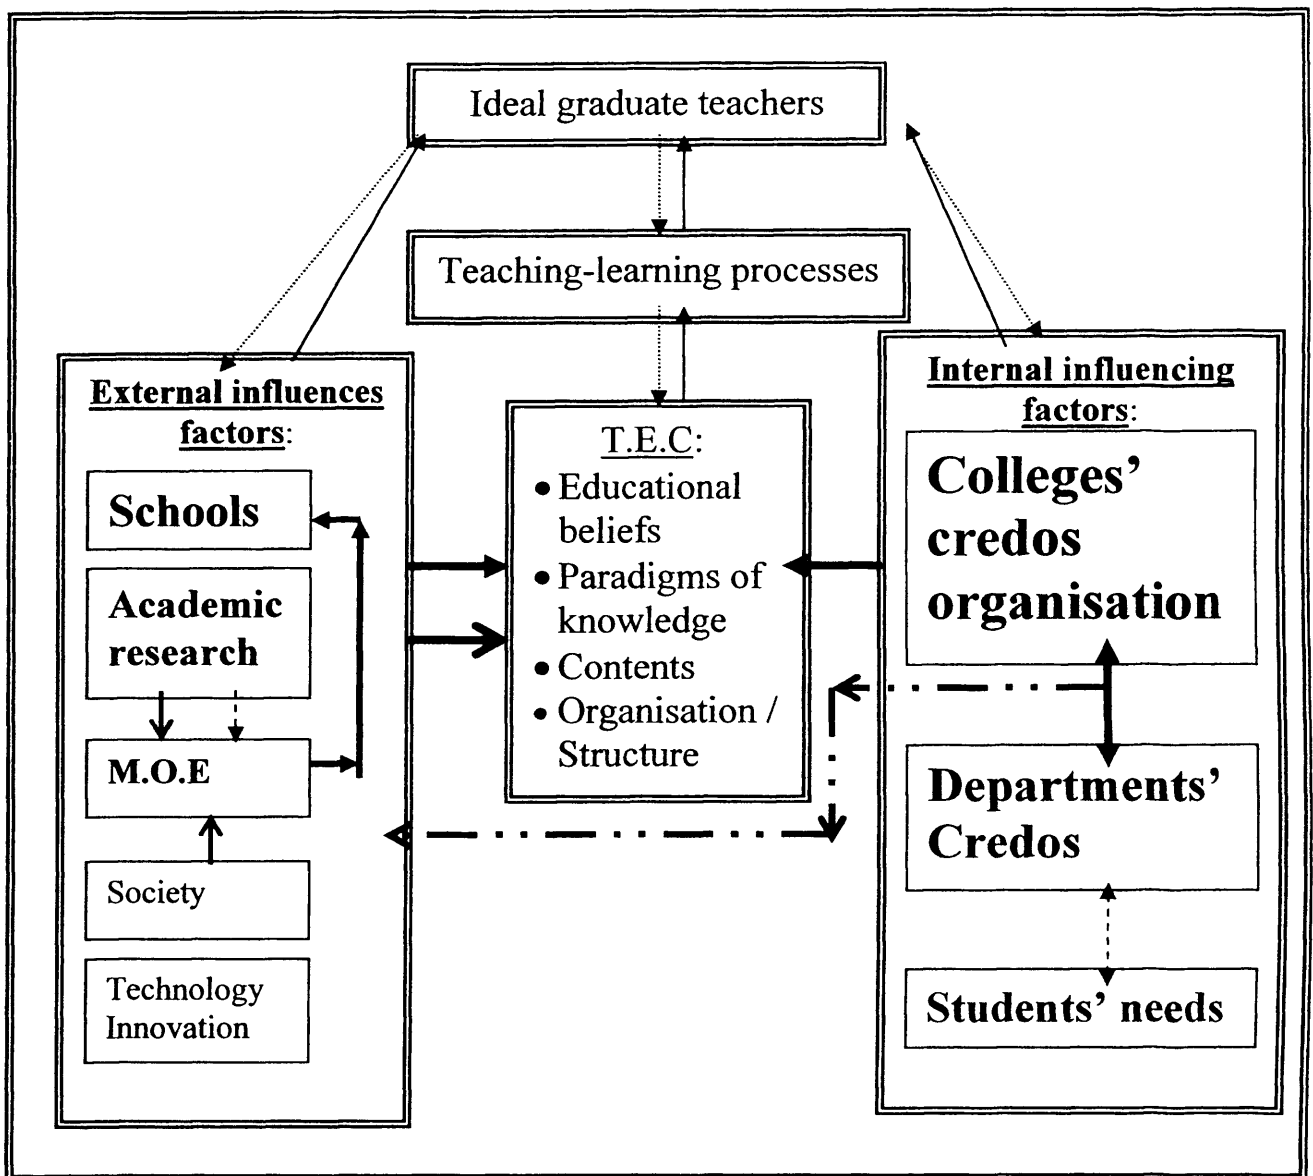 Ideal graduate teachers
Teaching-learning processes
External influences
factors:
Schools
Academic
research
M.O.E
Society
Technology
Innovation
T.E.C:
• Educational
beliefs
• Paradigms of
knowledge
• Contents
• Organisation /
Structure
Internal influencing
factors:
Colleges’
credos
organisation
Departments’
Credos
Students’ needs